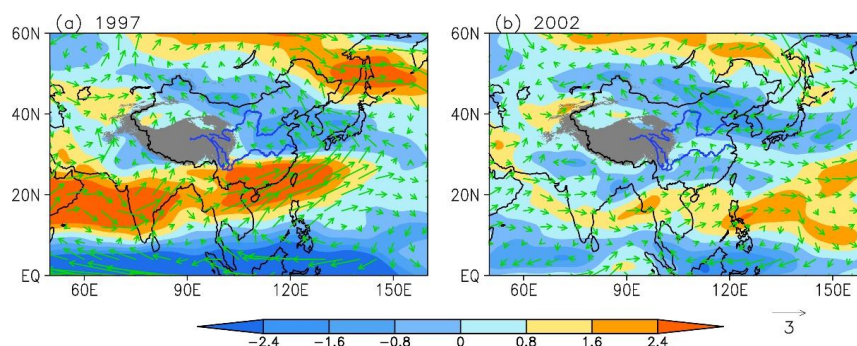 (a) 1997 (b) 2002
60N 60N
40N 40N
20N 20N
EQ EQ
60E 90E 120E 150E 60E 90E 120E 150E
3
−2.4 −1.6 −0.8 0 0.8 1.6 2.4